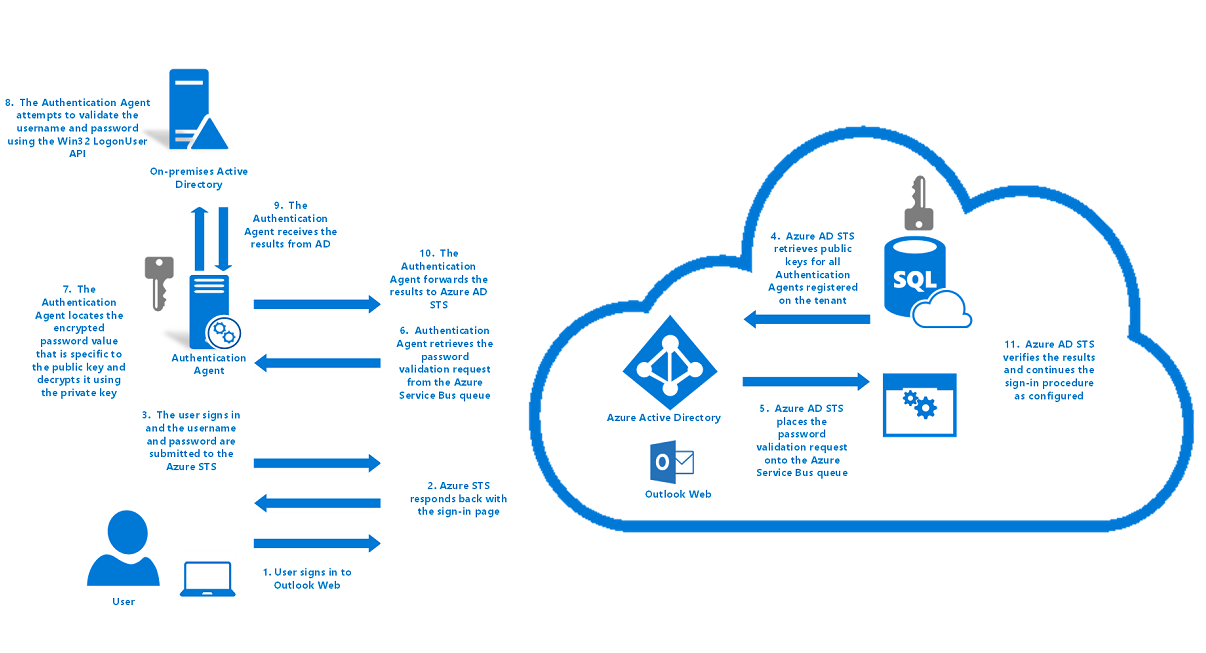 8.  The Authentication Agent
attempts to validate the
username and password
using the Win32 LogonUser
API
On-premises Active
Directory
9.  The
Authentication
Agent receives the
results from AD
10.  The
Authentication
Agent forwards the
results to Azure AD
STS
7.  The
Authentication
Agent locates the
encrypted
password value
that is specific to
the public key and
decrypts it using
the private key
Authentication
Agent
6.  Authentication
Agent retrieves the
password
validation request
from the Azure
Service Bus queue
3.  The user signs in
and the username
and password are
submitted to the
Azure STS
2. Azure STS
responds back with
the sign-in page
1. User signs in to
Outlook Web
User
4.  Azure AD STS
retrieves public
keys for all
Authentication
Agents registered
on the tenant
SQL
Azure Active Directory
5.  Azure AD STS
places the
password
validation request
onto the Azure
Service Bus queue
O
Outlook Web
11.  Azure AD STS
verifies the results
and continues the
sign-in procedure
as configured